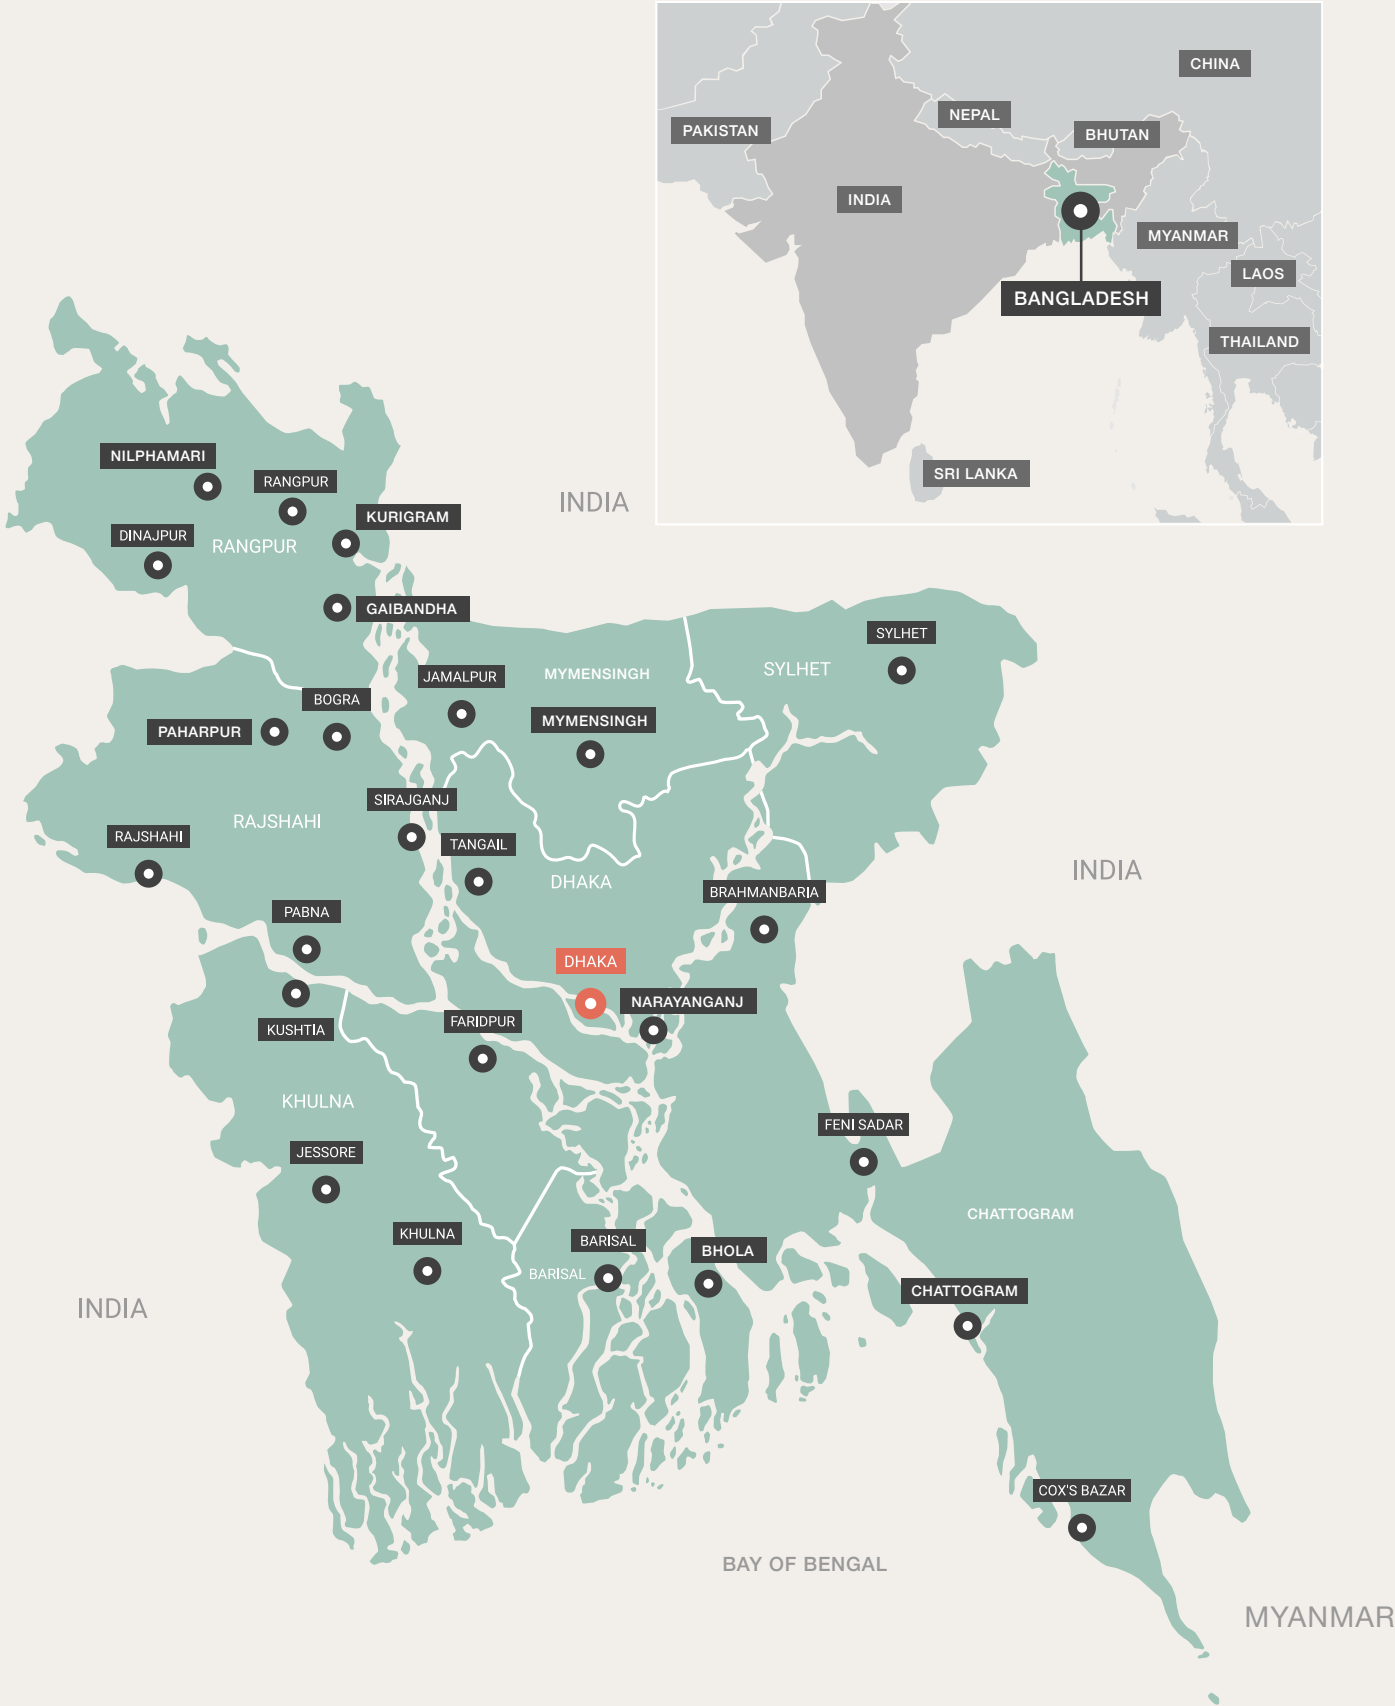 CHINA
NEPAL
PAKISTAN
BHUTAN
INDIA
MYANMAR
LAOS
BANGLADESH
THAILAND
SRI LANKA
NILPHAMARI
RANGPUR
INDIA
KURIGRAM
DINAJPUR
RANGPUR
GAIBANDHA
SYLHET
JAMALPUR
MYMENSINGH
SYLHET
BOGRA
MYMENSINGH
PAHARPUR
SIRAJGANJ
RAJSHAHI
RAJSHAHI
TANGAIL
INDIA
DHAKA
BRAHMANBARIA
PABNA
DHAKA
NARAYANGANJ
FARIDPUR
KUSHTIA
KHULNA
FENI SADAR
JESSORE
CHATTOGRAM
KHULNA
BARISAL
BHOLA
BARISAL
CHATTOGRAM
INDIA
COX'S BAZAR
BAY OF BENGAL
MYANMAR